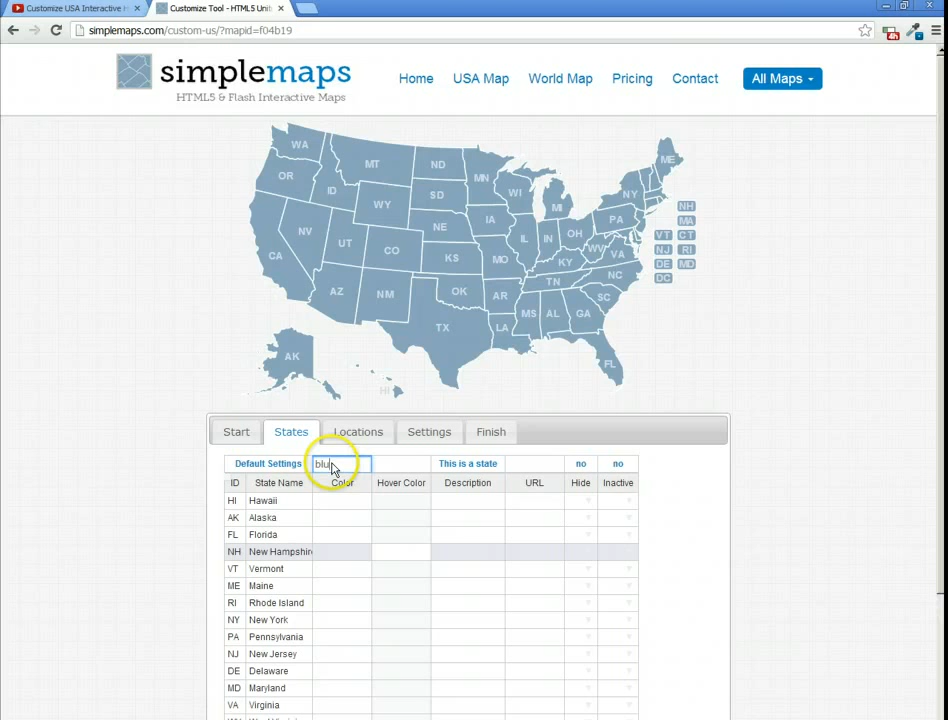 Customize USA Interactive H
Customize Tool - HTML5 Uni
simplemaps.com/custom-us/?mapid=f04b19
4h
simplemaps
HTML5 & Flash Interactive Maps
Home USA Map World Map Pricing Contact All Maps
WA MT ND MN ME
OR ID SD WI NY
WY MI NH
NV NE IA PA MA
UT CO IL IN OH VT CT
CA KS MO WV VA NJ RI
KY DE MD
AZ NM OK AR TN NC DC
SC
TX MS AL GA
LA
AK FL
HI
Start States Locations Settings Finish
Default Settings blu This is a state no no
ID State Name Color Hover Color Description URL Hide Inactive
HI Hawaii
AK Alaska
FL Florida
NH New Hampshire
VT Vermont
ME Maine
RI Rhode Island
NY New York
PA Pennsylvania
NJ New Jersey
DE Delaware
MD Maryland
VA Virginia